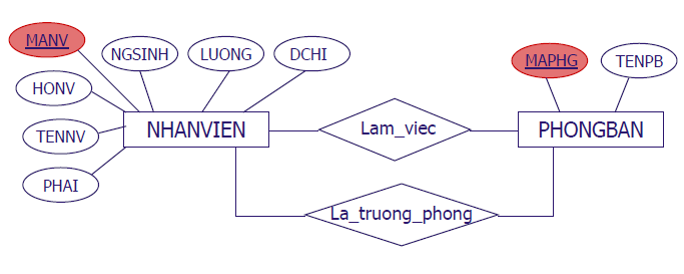 MANV
NGSINH
LUONG
DCHI
MAPHG
TENPB
HONV
NHANVIEN
Lam_viec
PHONGBAN
TENNV
PHAI
La_truong_phong